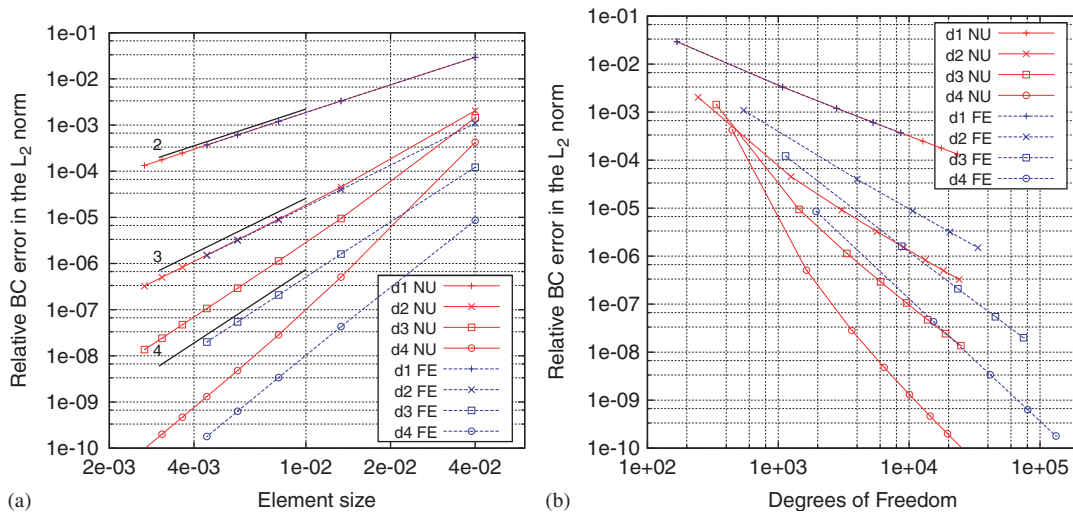 Relative BC error in the L2 norm
1e-01
1e-02
1e-03
1e-04
1e-05
1e-06
1e-07
1e-08
1e-09
1e-10
2
3
4
d1 NU
d2 NU
d3 NU
d4 NU
d1 FE
d2 FE
d3 FE
d4 FE
2e-03
4e-03
1e-02
2e-02
4e-02
(a)
Element size
Relative BC error in the L2 norm
1e-01
1e-02
1e-03
1e-04
1e-05
1e-06
1e-07
1e-08
1e-09
1e-10
d1 NU
d2 NU
d3 NU
d4 NU
d1 FE
d2 FE
d3 FE
d4 FE
1e+02
1e+03
1e+04
1e+05
(b)
Degrees of Freedom